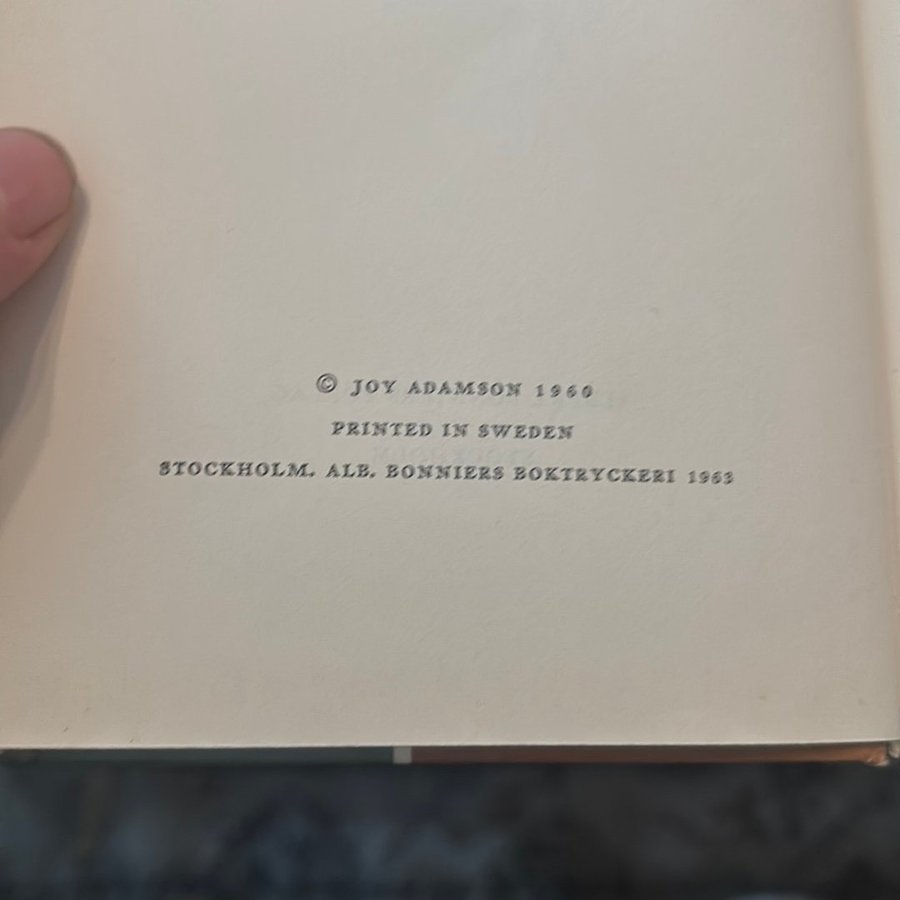 © JOY ADAMSON 1960
PRINTED IN SWEDEN
STOCKHOLM. ALB. BONNIERS BOKTRYCKERI 1963